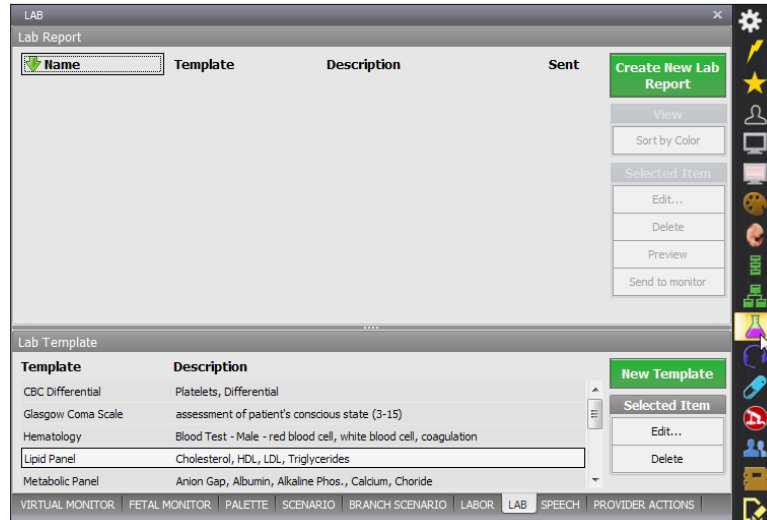 LAB
Lab Report
Name Template Description Sent
Create New Lab
Report
View
Sort by Color
Selected Item
Edit...
Delete
Preview
Send to monitor
Lab Template
Template Description
New Template
CBC Differential Platelets, Differential
Glasgow Coma Scale assessment of patient's conscious state (3-15)
Hematology Blood Test - Male - red blood cell, white blood cell, coagulation
Lipid Panel Cholesterol, HDL, LDL, Triglycerides
Metabolic Panel Anion Gap, Albumin, Alkaline Phos., Calcium, Choride
Selected Item
Edit...
Delete
VIRTUAL MONITOR FETAL MONITOR PALETTE SCENARIO BRANCH SCENARIO LABOR LAB SPEECH PROVIDER ACTIONS